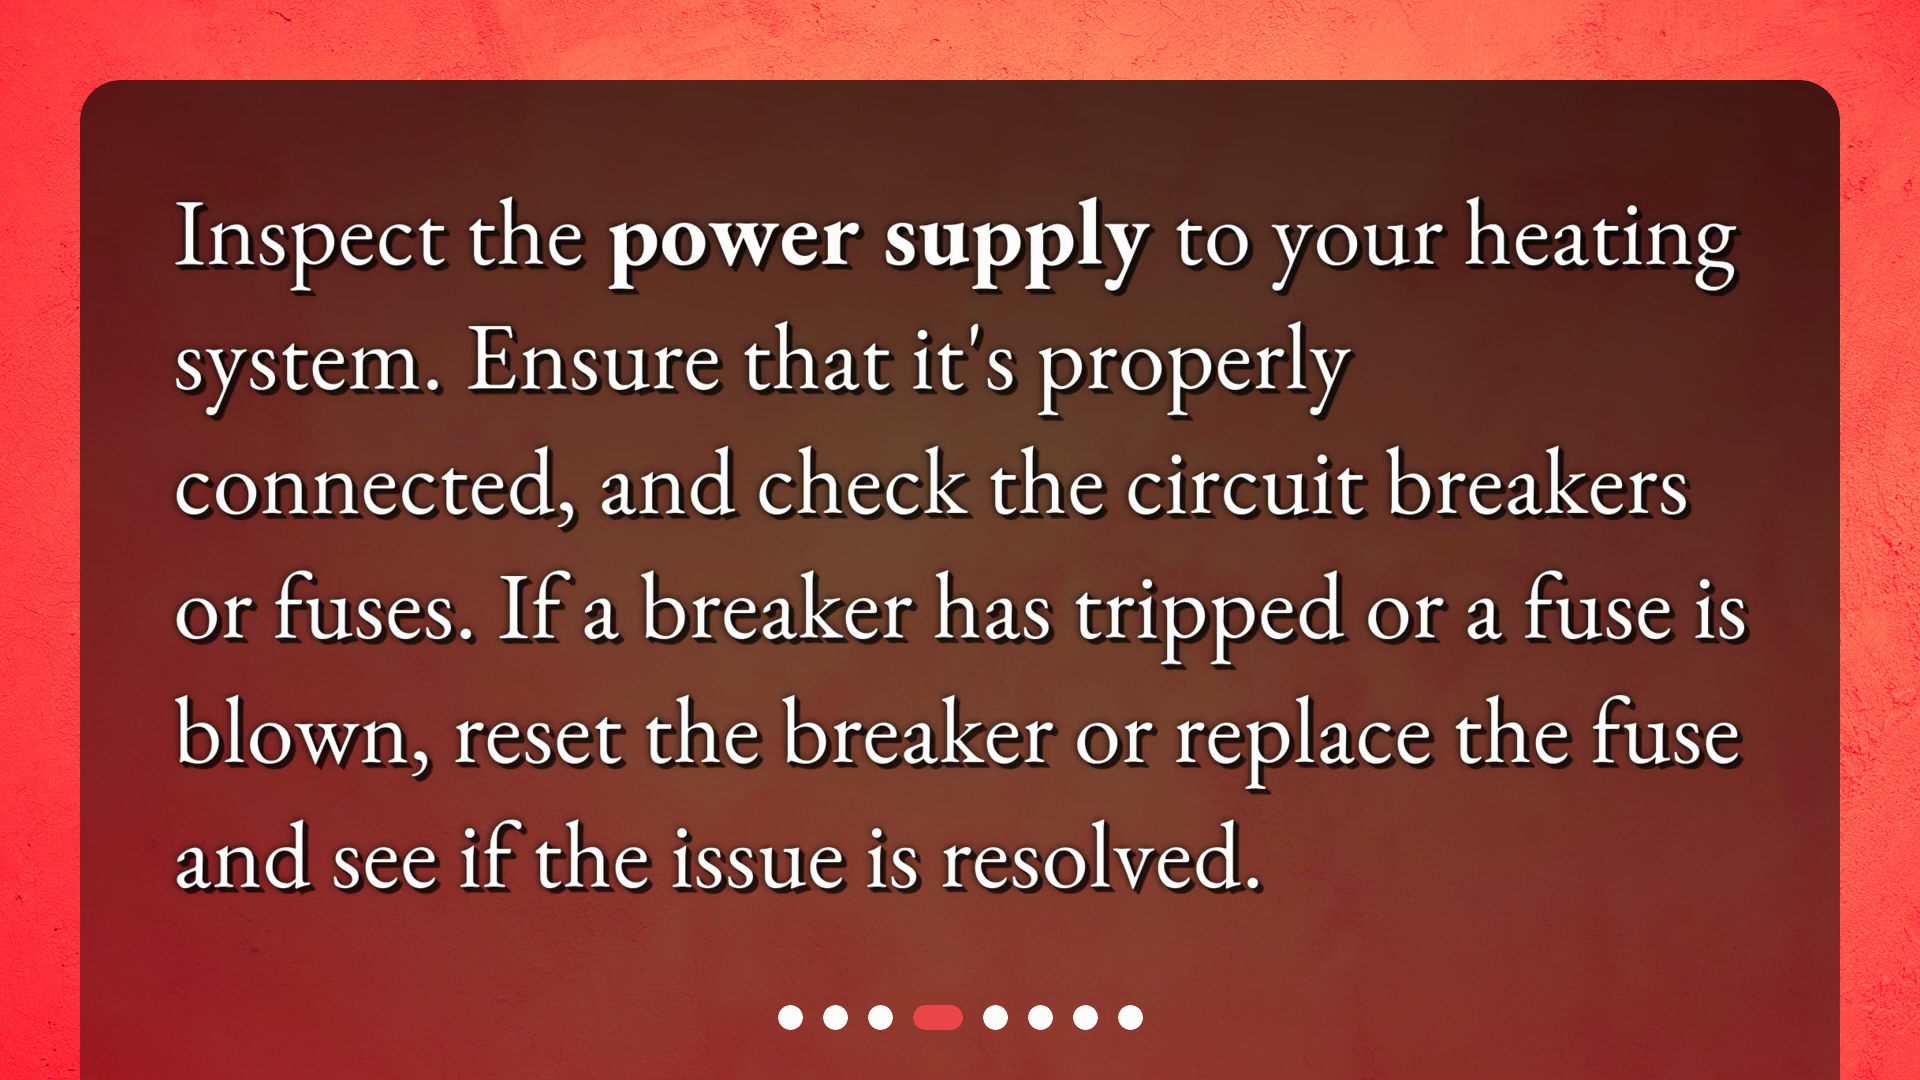 Inspect the power supply to your heating
system. Ensure that it's properly
connected, and check the circuit breakers
or fuses. If a breaker has tripped or a fuse is
blown, reset the breaker or replace the fuse
and see if the issue is resolved.